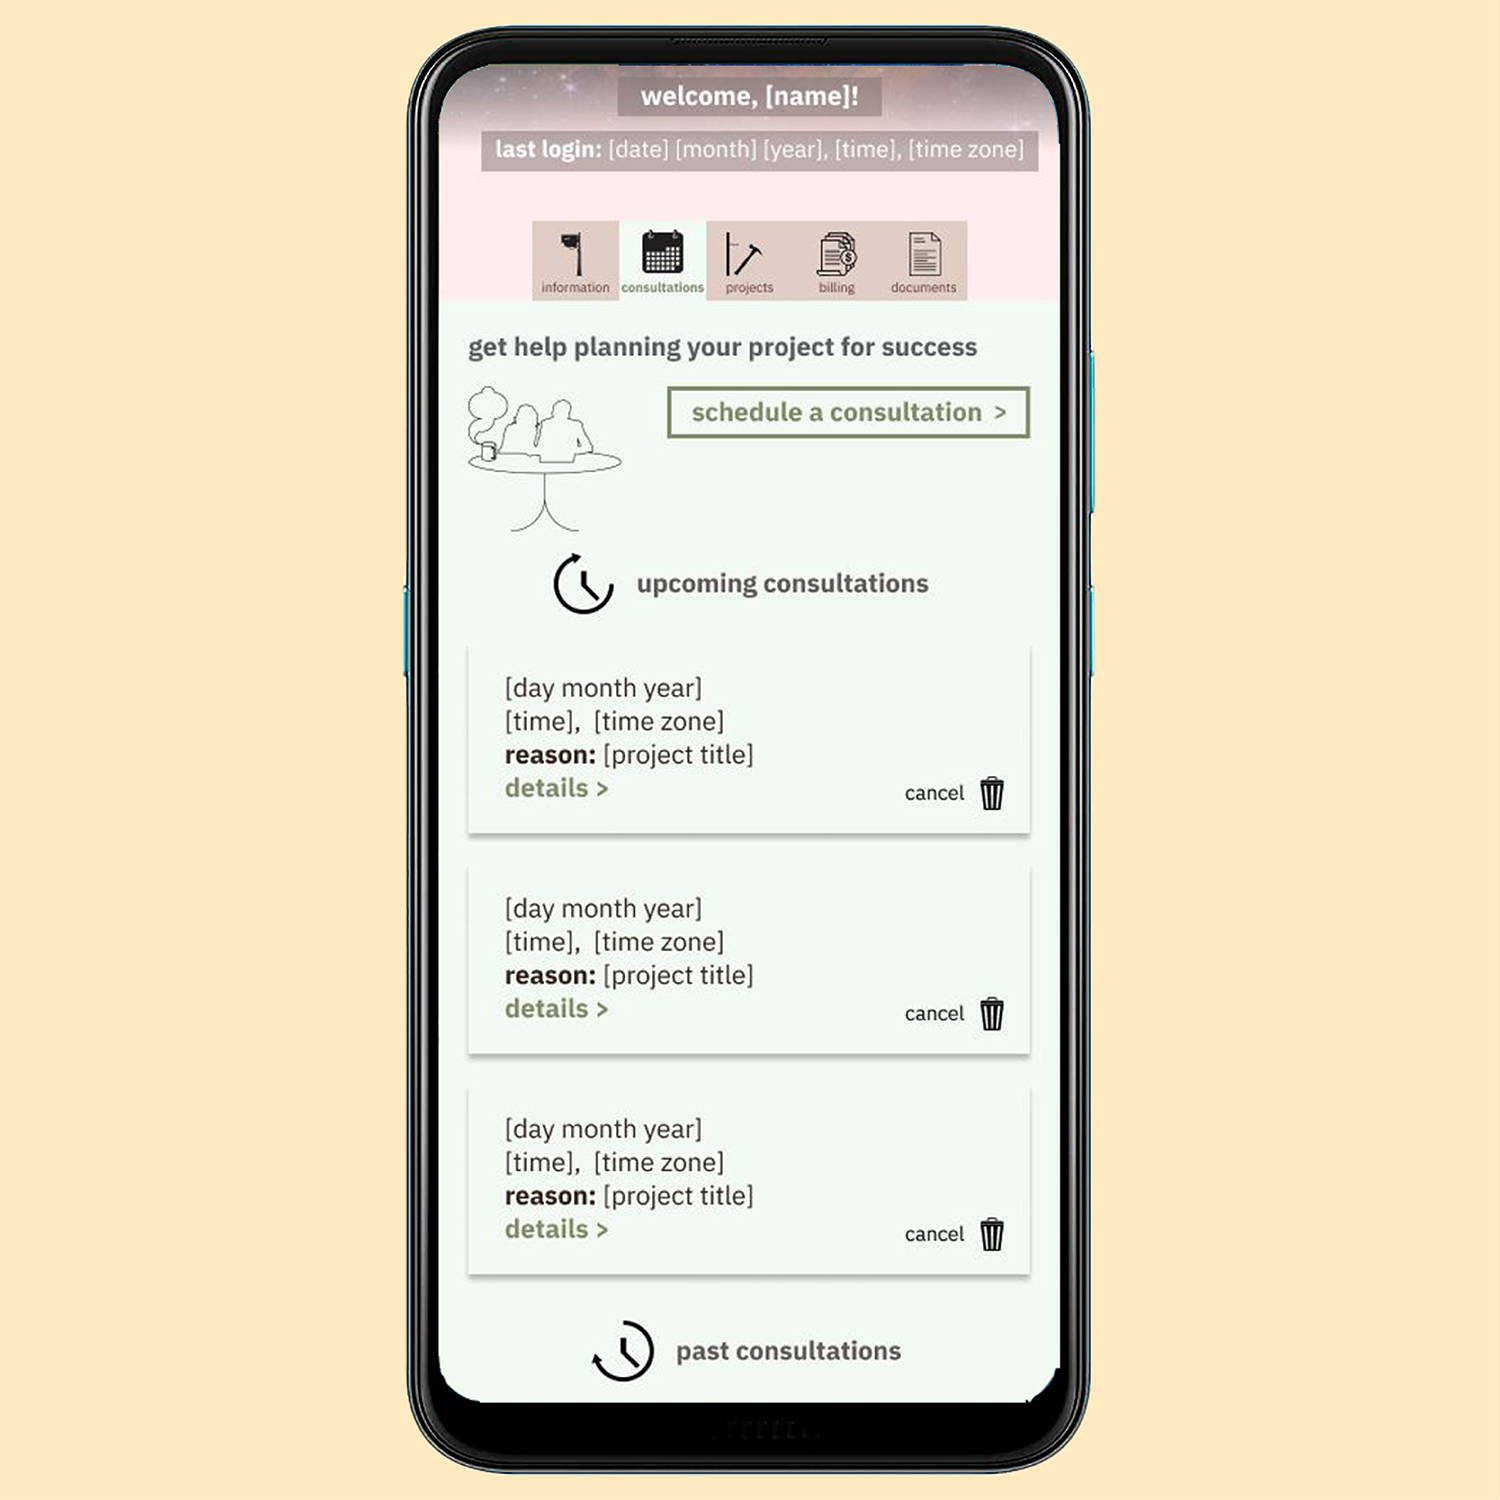 welcome, [name]!
last login: [date] [month] [year], [time], [time zone]
information
consultations
projects
billing
documents
get help planning your project for success
schedule a consultation >
upcoming consultations
[day month year]
[time], [time zone]
reason: [project title]
details >
cancel
[day month year]
[time], [time zone]
reason: [project title]
details >
cancel
[day month year]
[time], [time zone]
reason: [project title]
details >
cancel
past consultations